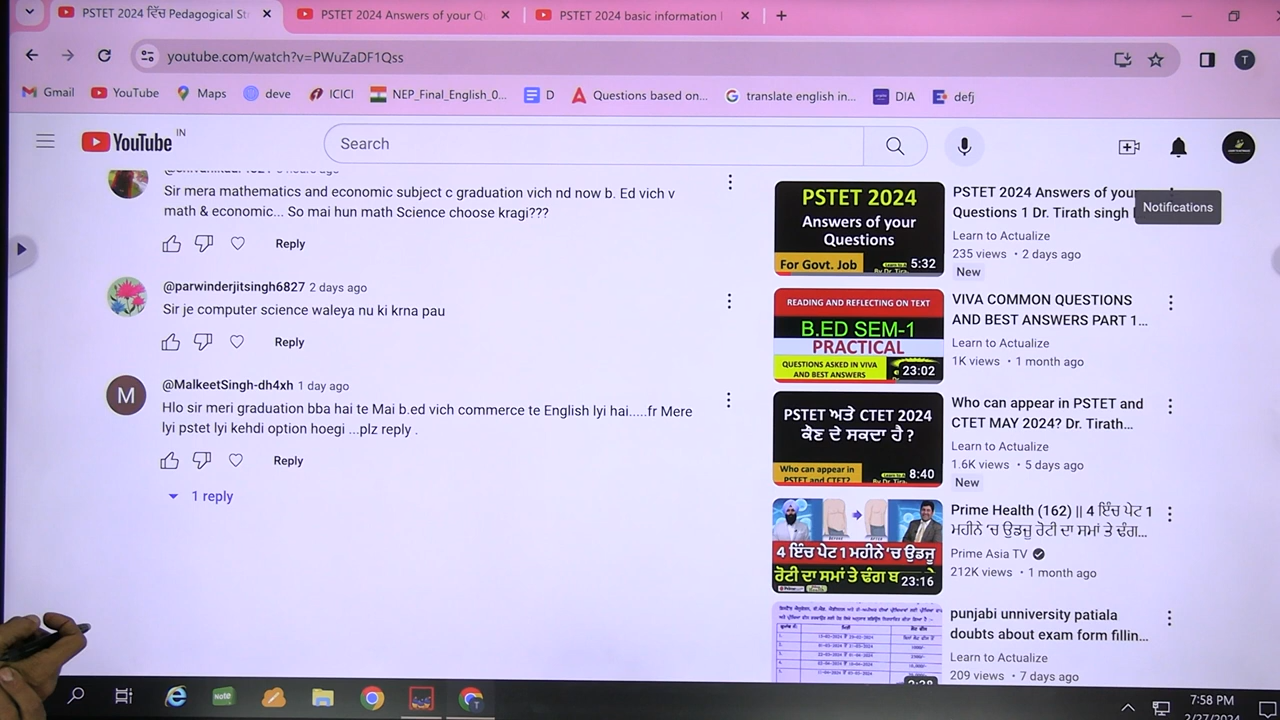 PSTET 2024 ਵਿੱਚ Pedagogical St
PSTET 2024 Answers of your Qu
PSTET 2024 basic information
youtube.com/watch?v=PWuZaDF1Qss
T
Gmail
YouTube
Maps
deve
ICICI
NEP_Final_English_0...
D
Questions based on...
translate english in...
DIA
defj
YouTube
IN
Search
Sir mera mathematics and economic subject c graduation vich nd now b. Ed vich v
math & economic... So mai hun math Science choose kragi???
Reply
@parwinderjitsingh6827 2 days ago
Sir je computer science waleya nu ki krna pau
Reply
M
@MalkeetSingh-dh4xh 1 day ago
Hlo sir meri graduation bba hai te Mai b.ed vich commerce te English lyi hai.....fr Mere
lyi pstet lyi kehdi option hoegi ...plz reply .
Reply
1 reply
PSTET 2024
Answers of your
Questions
For Govt. Job
5:32
PSTET 2024 Answers of your
Questions 1 Dr. Tirath singh
Notifications
Learn to Actualize
235 views • 2 days ago
New
READING AND REFLECTING ON TEXT
B.ED SEM-1
PRACTICAL
QUESTIONS ASKED IN VIVA
AND BEST ANSWERS
23:02
VIVA COMMON QUESTIONS
AND BEST ANSWERS PART 1...
Learn to Actualize
1K views • 1 month ago
PSTET ਅਤੇ CTET 2024
ਕੌਣ ਦੇ ਸਕਦਾ ਹੈ ?
Who can appear in
PSTET and CTET?
8:40
Who can appear in PSTET and
CTET MAY 2024? Dr. Tirath...
Learn to Actualize
1.6K views • 5 days ago
New
4 ਇੰਚ ਪੇਟ 1 ਮਹੀਨੇ 'ਚ ਉਡਜੂ
ਰੋਟੀ ਦਾ ਸਮਾਂ ਤੇ ਢੰਗ
23:16
Prime Health (162) || 4 ਇੰਚ ਪੇਟ 1
ਮਹੀਨੇ 'ਚ ਉਡਜੂ ਰੋਟੀ ਦਾ ਸਮਾਂ ਤੇ ਢੰਗ...
Prime Asia TV
212K views • 1 month ago
punjabi unniversity patiala
doubts about exam form fillin...
Learn to Actualize
209 views • 7 days ago
7:58 PM